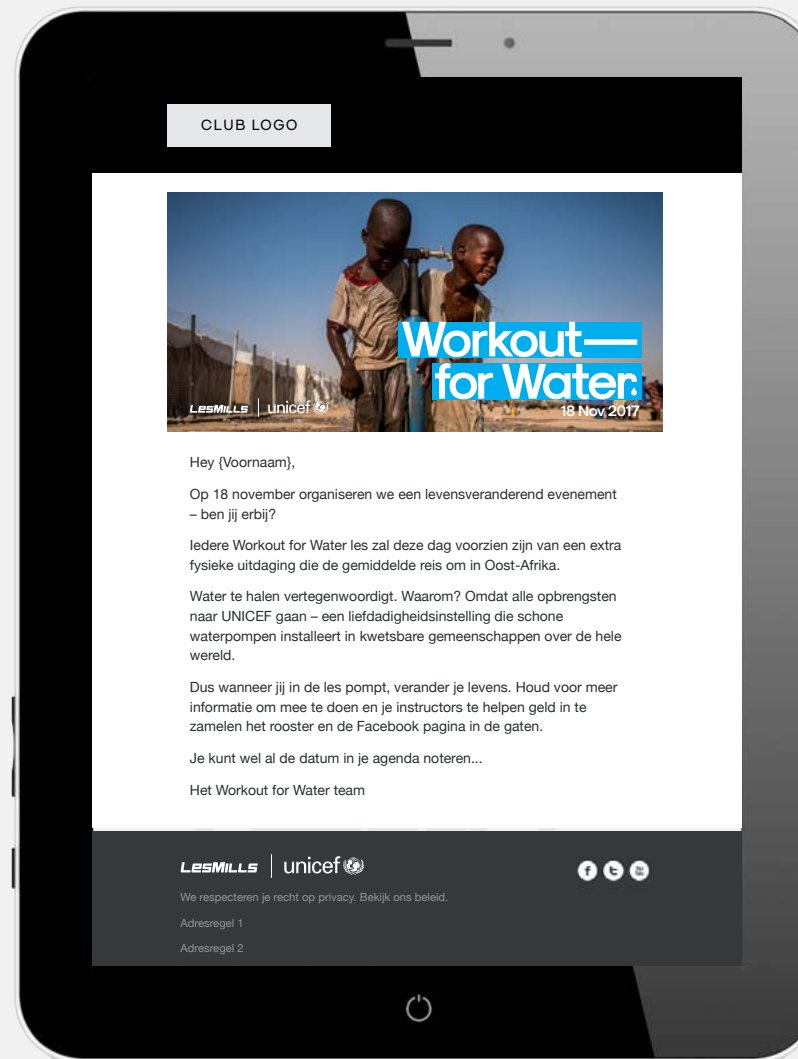 CLUB LOGO
Workout—
for Water.
18 Nov 2017
LesMILLS | unicef
Hey {Voornaam},
Op 18 november organiseren we een levensveranderend evenement
– ben jij erbij?
Iedere Workout for Water les zal deze dag voorzien zijn van een extra
fysieke uitdaging die de gemiddelde reis om in Oost-Afrika.
Water te halen vertegenwoordigt. Waarom? Omdat alle opbrengsten
naar UNICEF gaan – een liefdadigheidsinstelling die schone
waterpompen installeert in kwetsbare gemeenschappen over de hele
wereld.
Dus wanneer jij in de les pompt, verander je levens. Houd voor meer
informatie om mee te doen en je instructors te helpen geld in te
zamelen het rooster en de Facebook pagina in de gaten.
Je kunt wel al de datum in je agenda noteren...
Het Workout for Water team
LesMILLS | unicef
We respecteren je recht op privacy. Bekijk ons beleid.
Adresregel 1
Adresregel 2